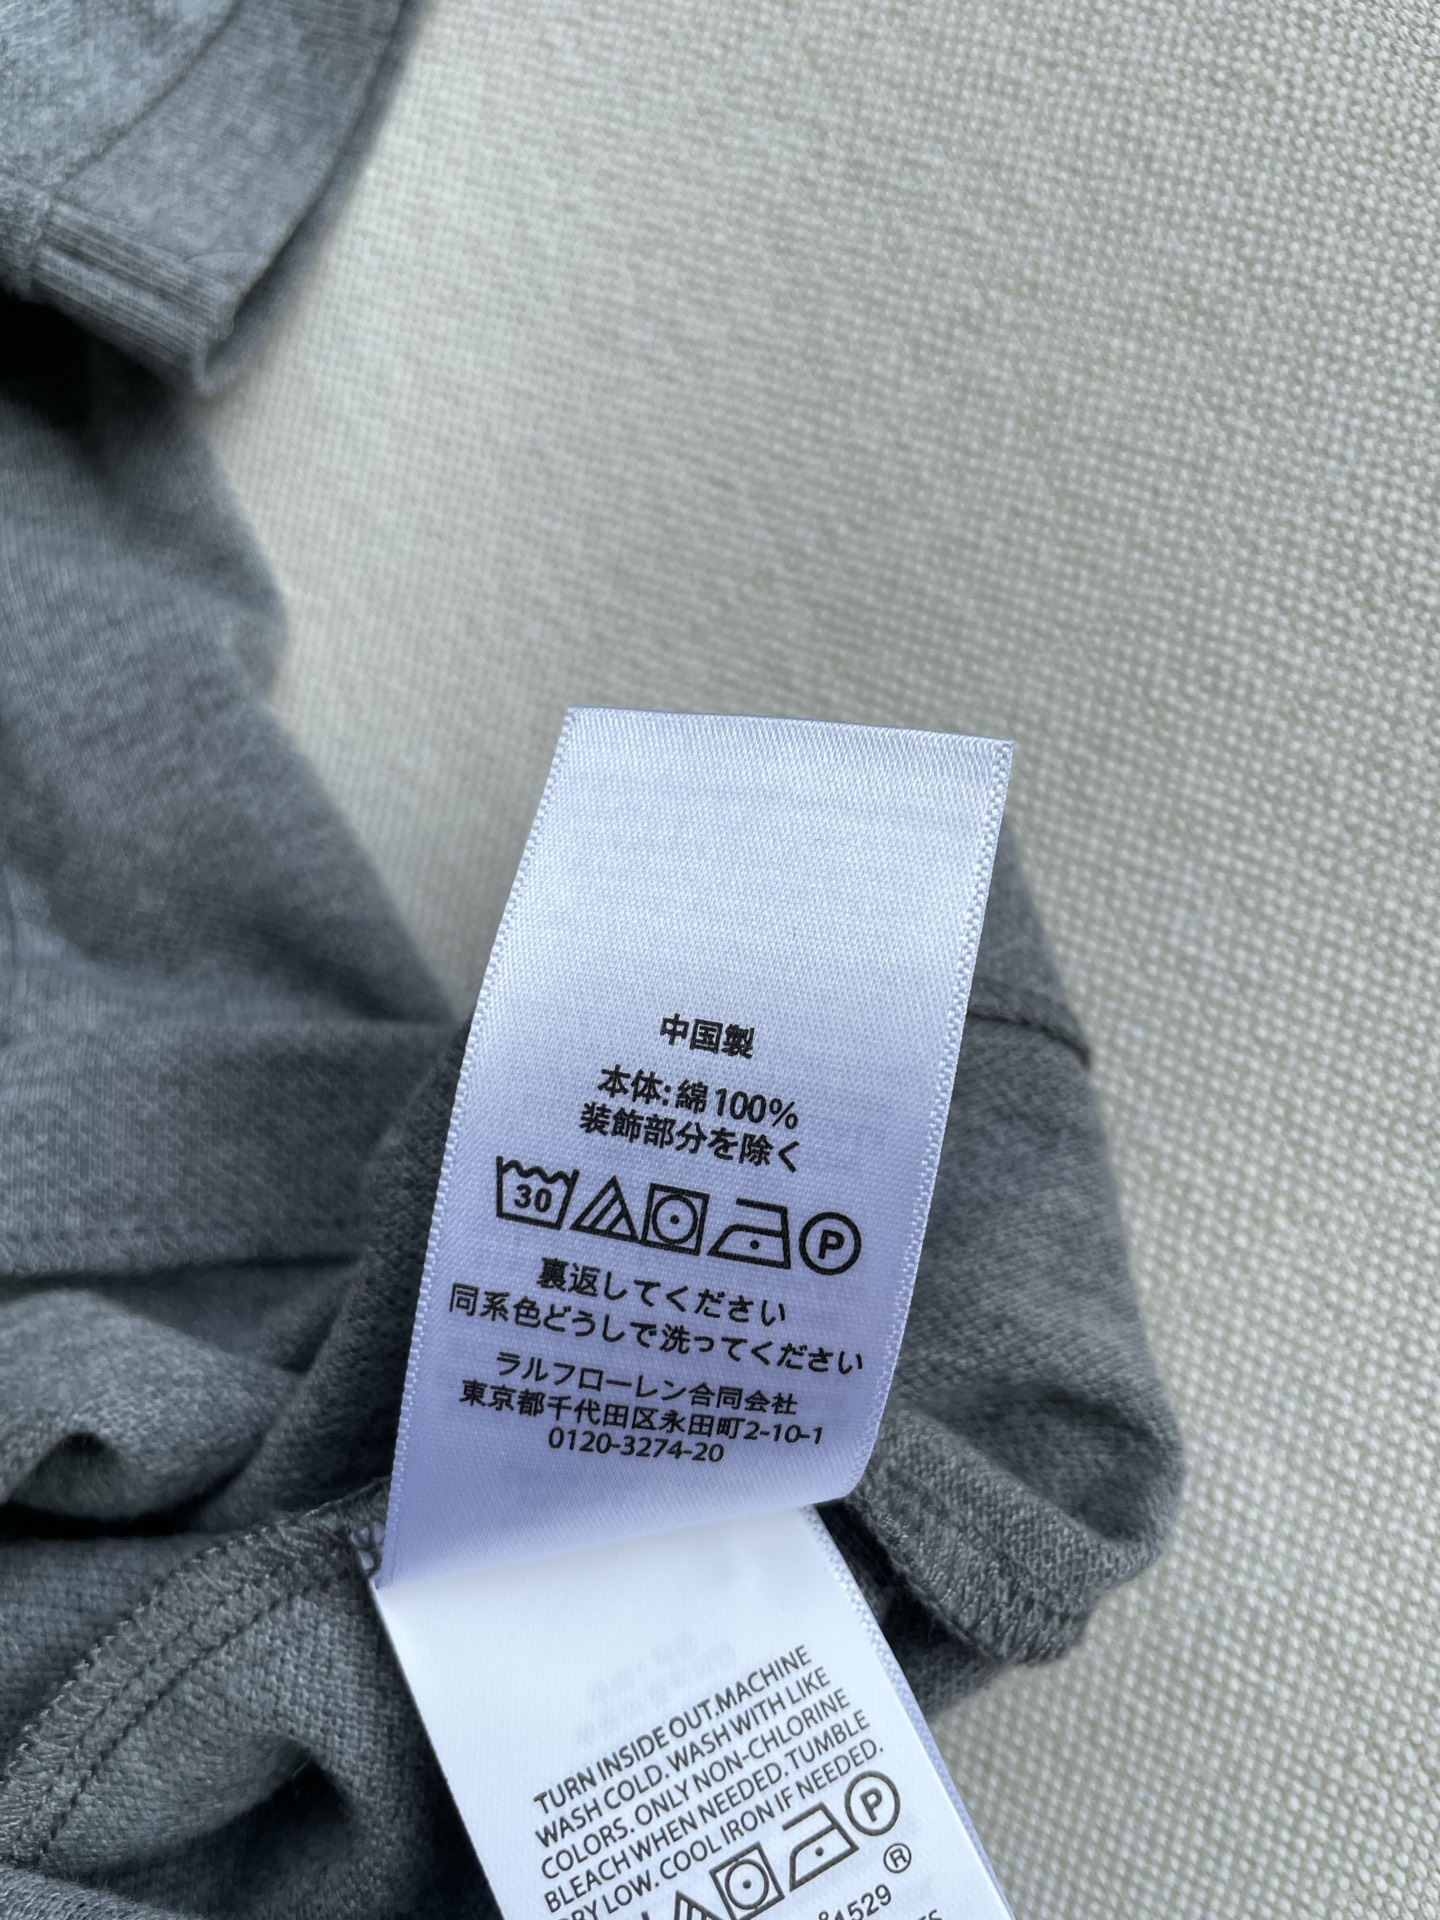 中国製
本体:綿100%
装飾部分を除く
30 P
裏返してください
同系色どうしで洗ってください
ラルフローレン合同会社
東京都千代田区永田町2-10-1
0120-3274-20
TURN INSIDE OUT.MACHINE
WASH COLD. WASH WITH LIKE
COLORS. ONLY NON-CHLORINE
BLEACH WHEN NEEDED. TUMBLE
DRY LOW. COOL IRON IF NEEDED.
P
®
1529